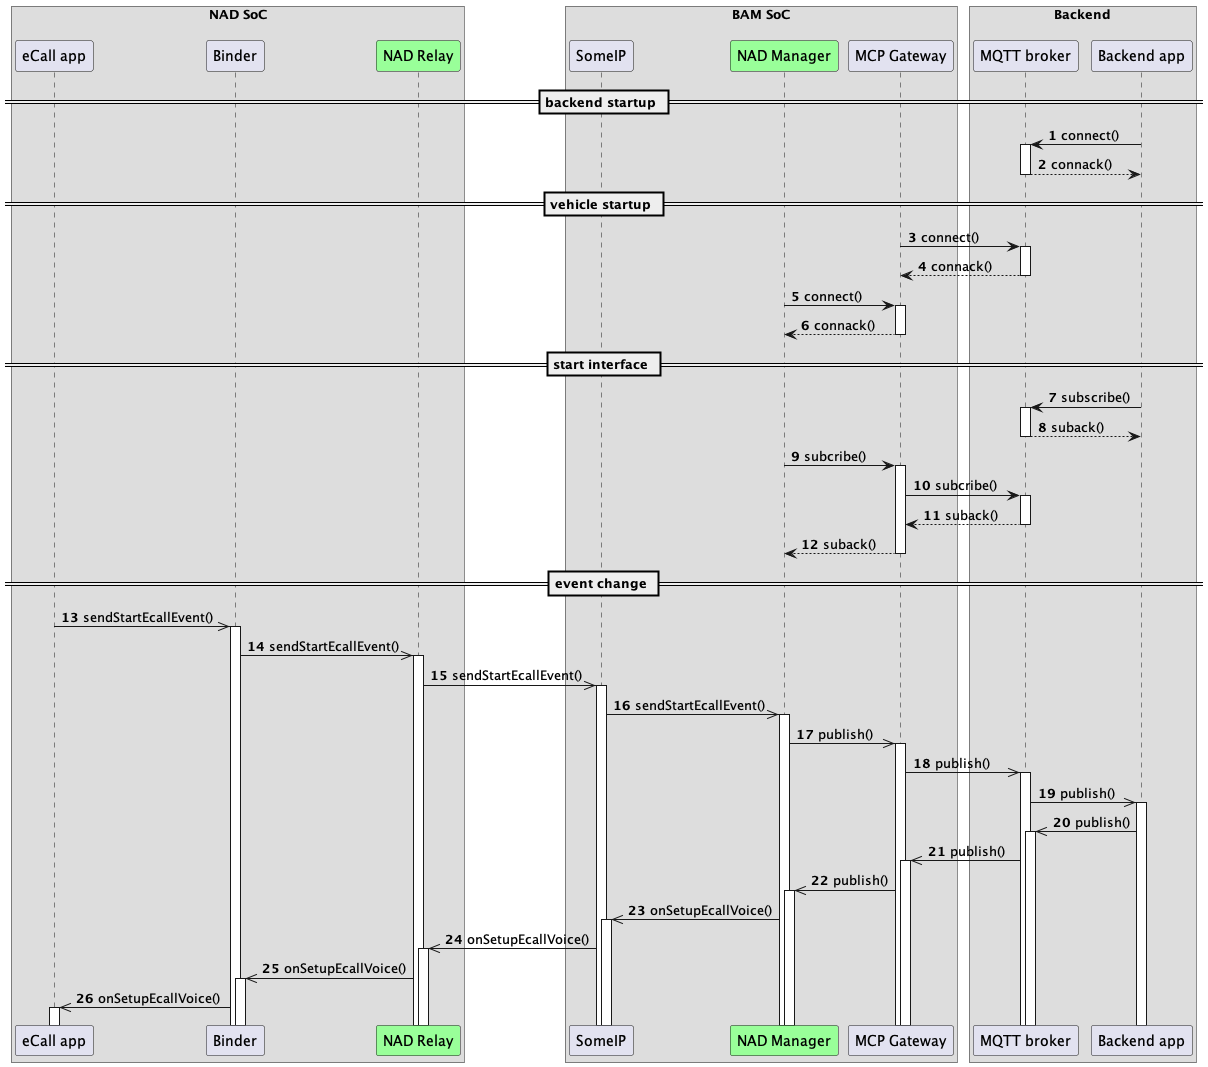 NAD SoC
BAM SoC
Backend
eCall app
Binder
NAD Relay
SomeIP
NAD Manager
MCP Gateway
MQTT broker
Backend app
backend startup
1 connect()
2 connack()
vehicle startup
3 connect()
4 connack()
5 connect()
6 connack()
start interface
7 subscribe()
8 suback()
9 subcribe()
10 subcribe()
11 suback()
12 suback()
event change
13 sendStartEcallEvent()
14 sendStartEcallEvent()
15 sendStartEcallEvent()
16 sendStartEcallEvent()
17 publish()
18 publish()
19 publish()
20 publish()
21 publish()
22 publish()
23 onSetupEcallVoice()
24 onSetupEcallVoice()
25 onSetupEcallVoice()
26 onSetupEcallVoice()
eCall app
Binder
NAD Relay
SomeIP
NAD Manager
MCP Gateway
MQTT broker
Backend app